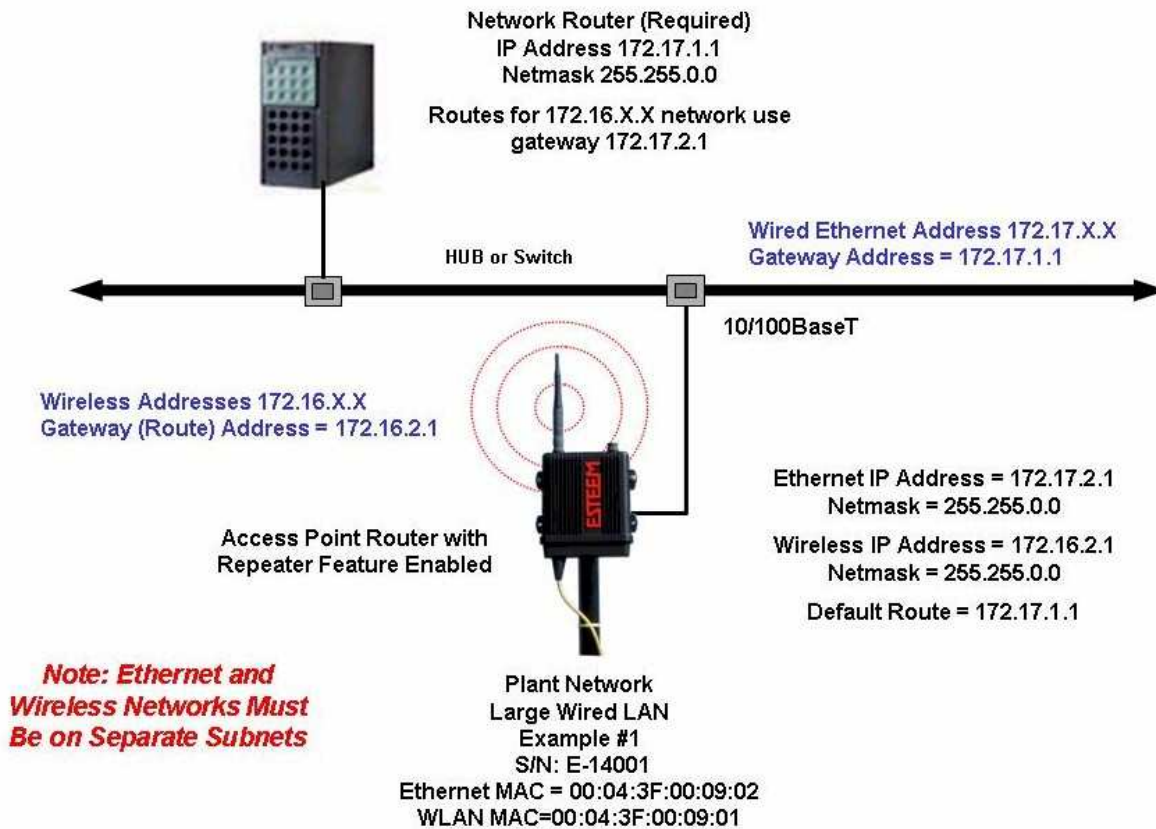 Network Router (Required)
IP Address 172.17.1.1
Netmask 255.255.0.0
Routes for 172.16.X.X network use
gateway 172.17.2.1
Wired Ethernet Address 172.17.X.X
Gateway Address = 172.17.1.1
HUB or Switch
10/100BaseT
Wireless Addresses 172.16.X.X
Gateway (Route) Address = 172.16.2.1
ESTEEM
Access Point Router with
Repeater Feature Enabled
Ethernet IP Address = 172.17.2.1
Netmask = 255.255.0.0
Wireless IP Address = 172.16.2.1
Netmask = 255.255.0.0
Default Route = 172.17.1.1
Note: Ethernet and
Wireless Networks Must
Be on Separate Subnets
Plant Network
Large Wired LAN
Example #1
S/N: E-14001
Ethernet MAC = 00:04:3F:00:09:02
WLAN MAC=00:04:3F:00:09:01